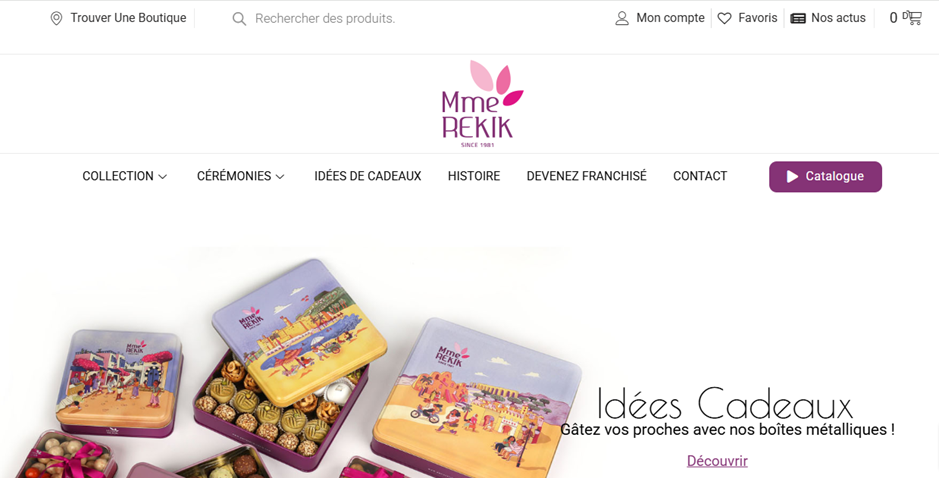 Trouver Une Boutique
Rechercher des produits.
Mon compte
Favoris
Nos actus
0 DT
Mme
REKIK
SINCE 1981
COLLECTION
CÉRÉMONIES
IDÉES DE CADEAUX
HISTOIRE
DEVENEZ FRANCHISÉ
CONTACT
Catalogue
Mme
REKIK
Mme
REKIK
Mme
REKIK
Idées Cadeaux
Gâtez vos proches avec nos boîtes métalliques !
Découvrir